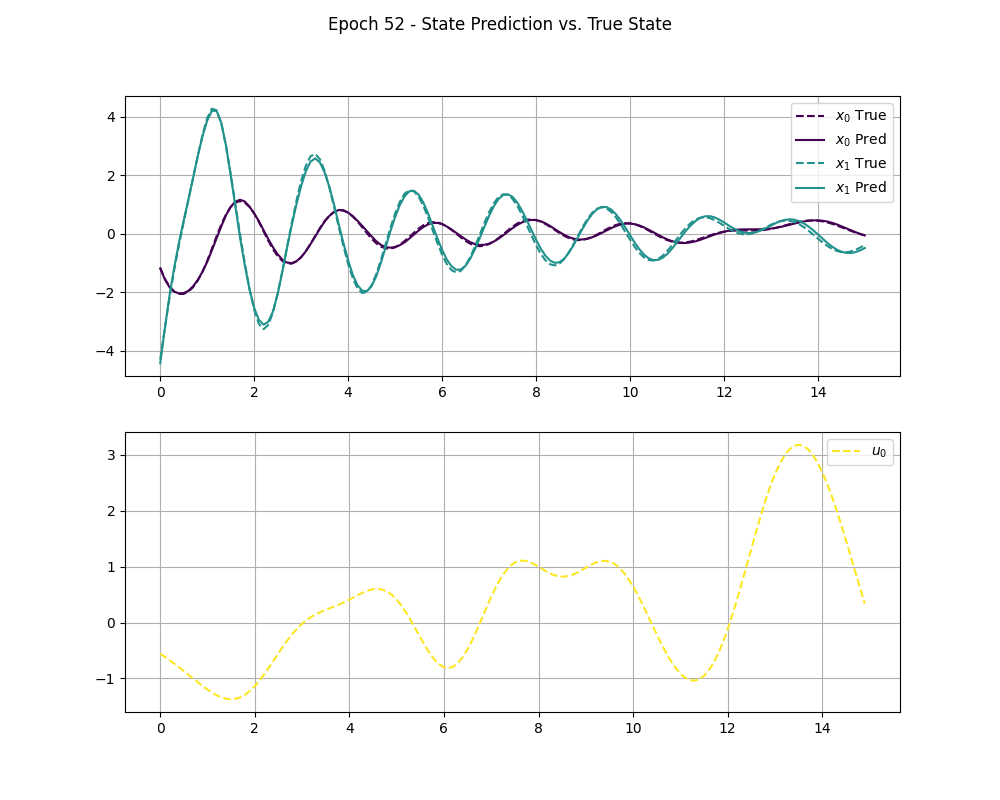 Epoch 52 - State Prediction vs. True State
4
2
0
−2
−4
x₀ True
x₀ Pred
x₁ True
x₁ Pred
0 2 4 6 8 10 12 14
3
2
1
0
−1
u₀
0 2 4 6 8 10 12 14